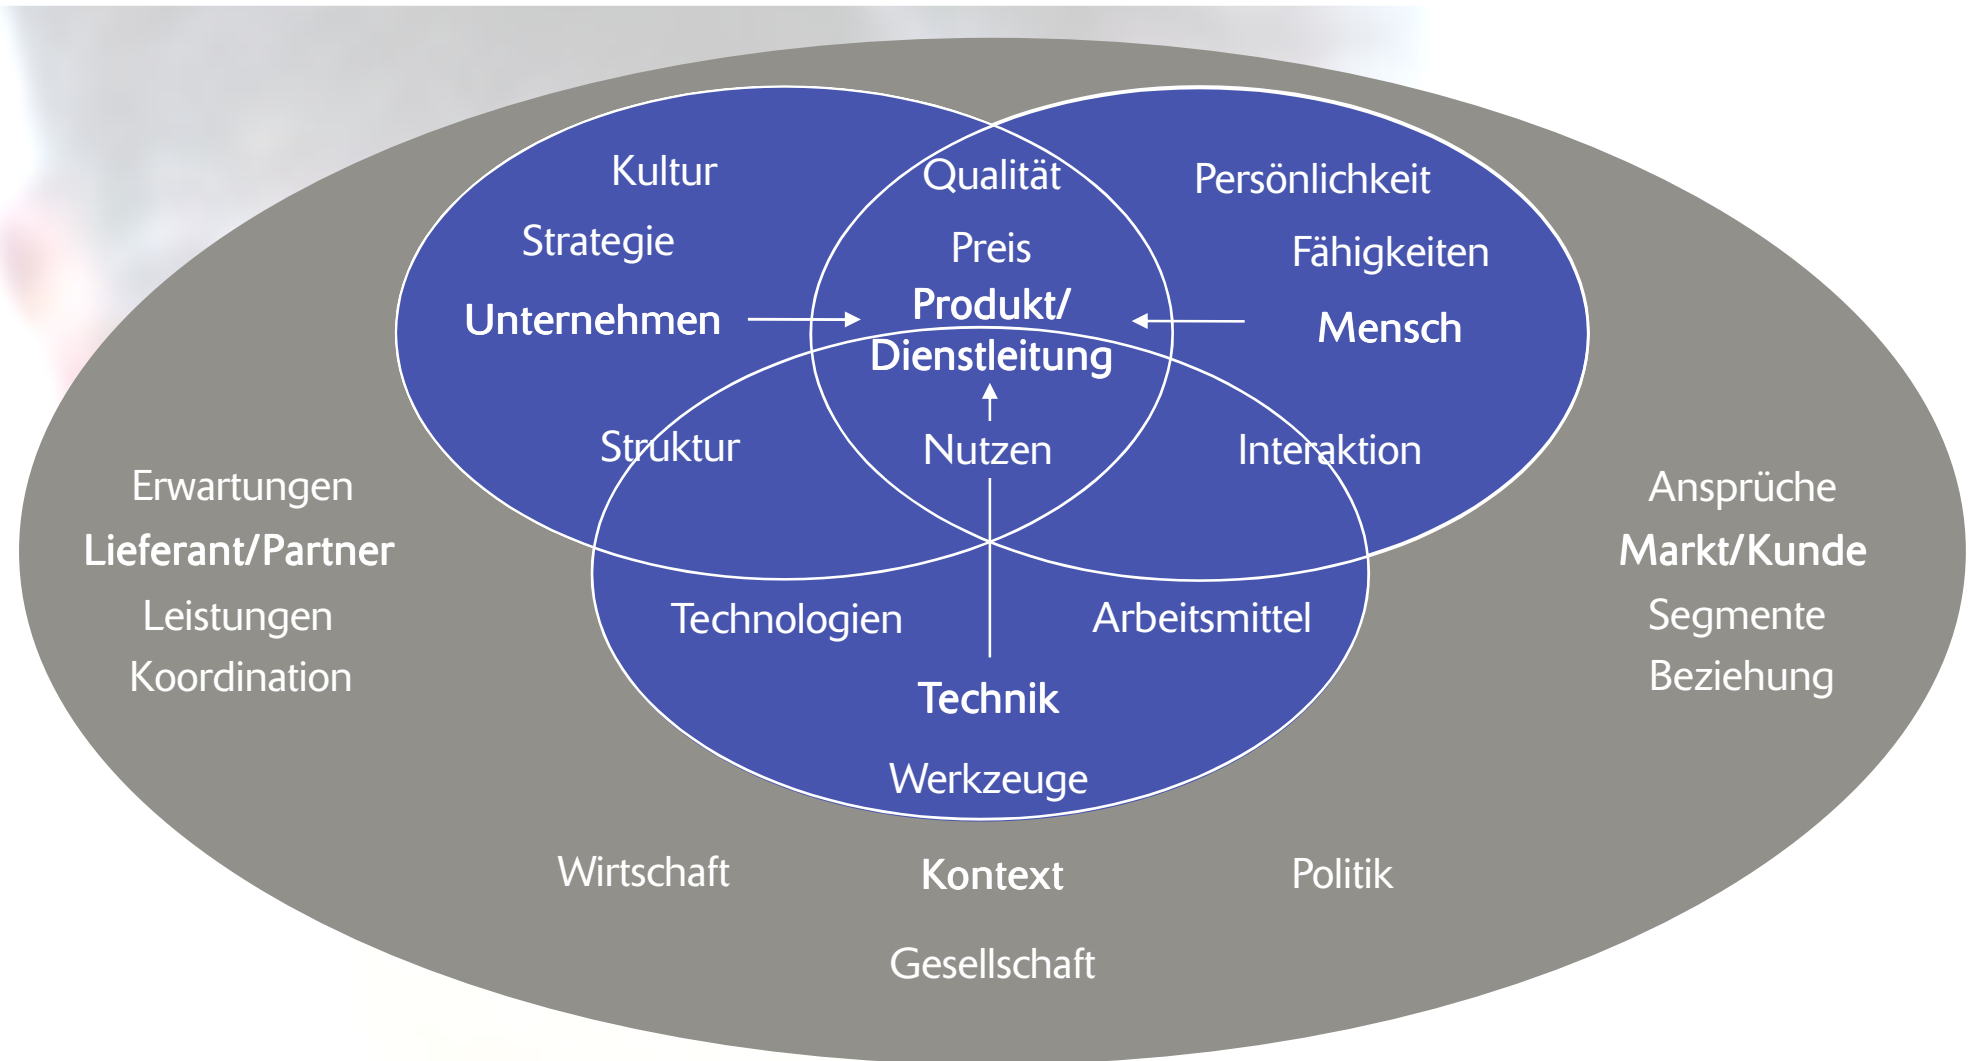 Kultur
Qualität
Persönlichkeit
Strategie
Preis
Fähigkeiten
Unternehmen
Produkt/
Dienstleitung
Mensch
Struktur
Nutzen
Interaktion
Erwartungen
Lieferant/Partner
Leistungen
Koordination
Ansprüche
Markt/Kunde
Segmente
Beziehung
Technologien
Arbeitsmittel
Technik
Werkzeuge
Wirtschaft
Kontext
Politik
Gesellschaft